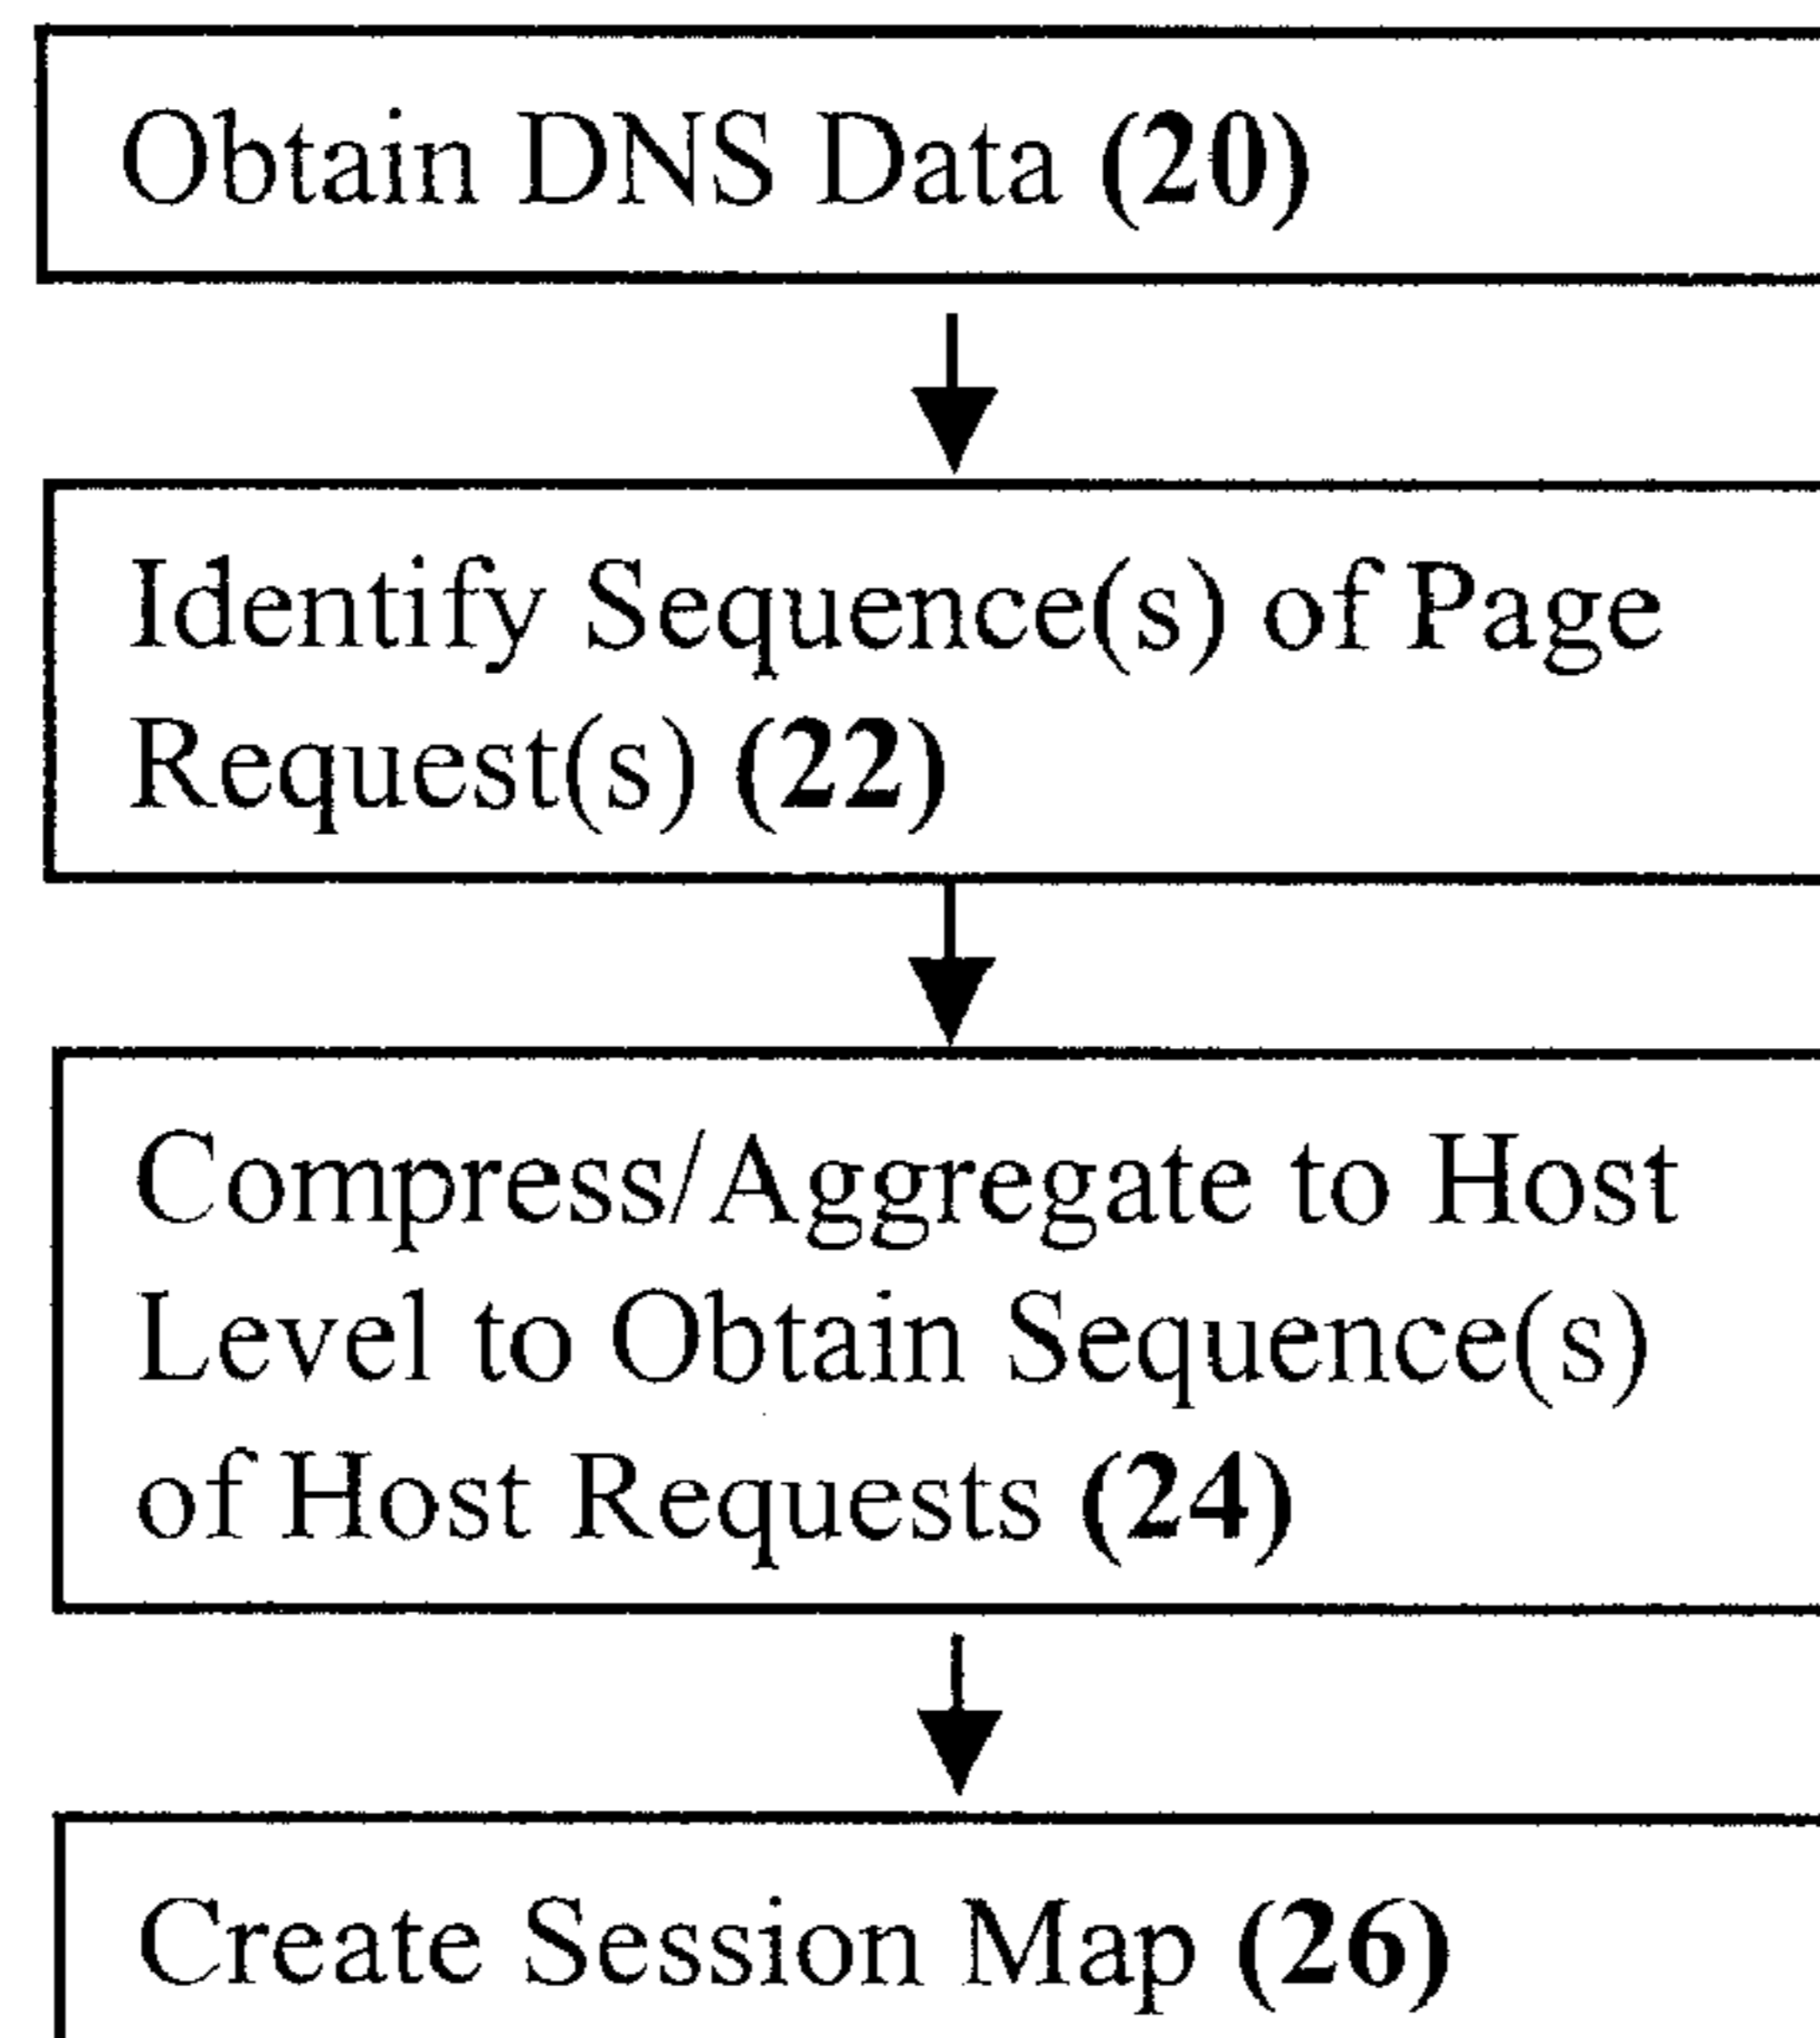 Obtain DNS Data (20)
Identify Sequence(s) of Page
Request(s) (22)
Compress/Aggregate to Host
Level to Obtain Sequence(s)
of Host Requests (24)
Create Session Map (26)